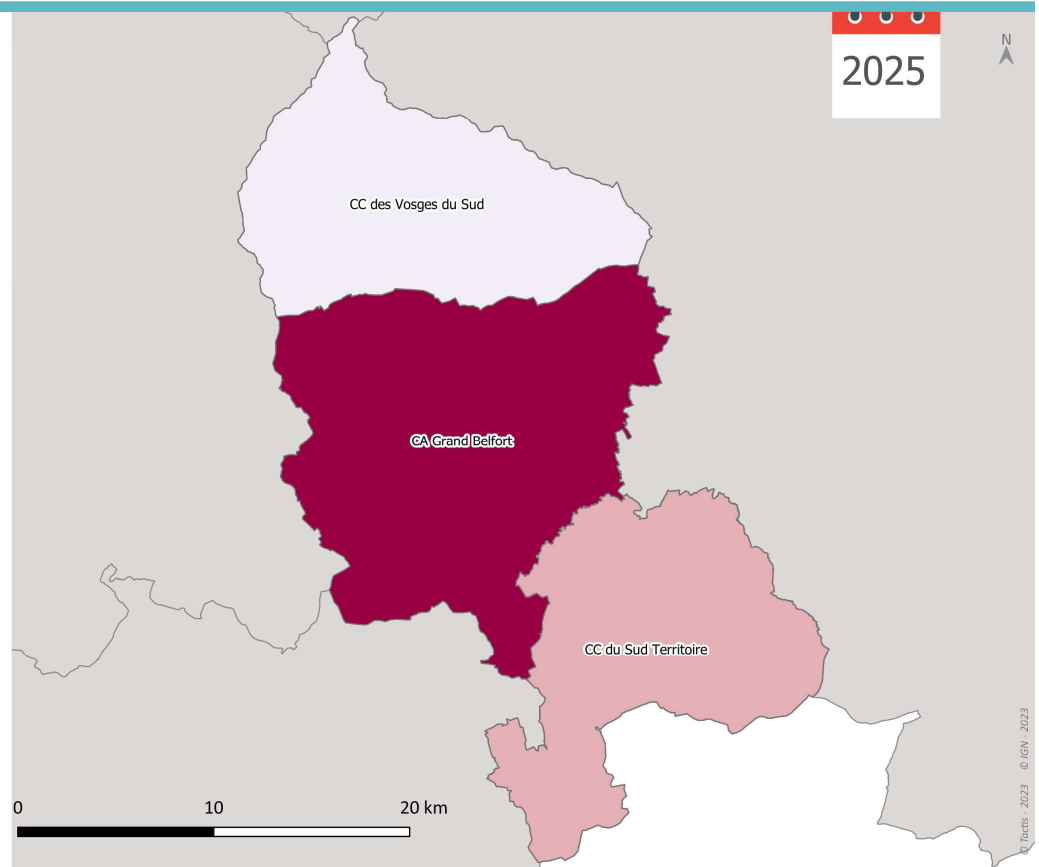 2025
N
CC des Vosges du Sud
CA Grand Belfort
CC du Sud Territoire
0 10 20 km
© Tactis - 2023 © IGN - 2023